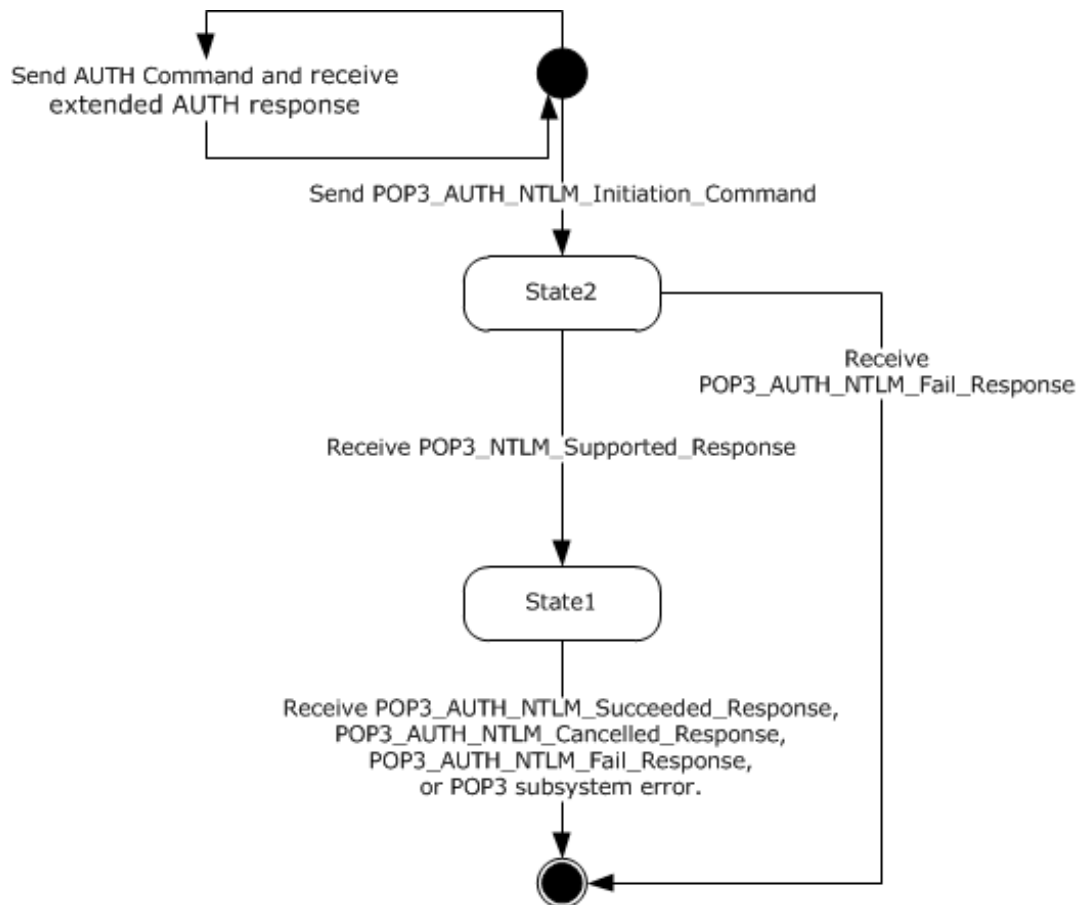 Send AUTH Command and receive
extended AUTH response
Send POP3_AUTH_NTLM_Initiation_Command
State2
Receive
POP3_AUTH_NTLM_Fail_Response
Receive POP3_NTLM_Supported_Response
State1
Receive POP3_AUTH_NTLM_Succeeded_Response,
POP3_AUTH_NTLM_Cancelled_Response,
POP3_AUTH_NTLM_Fail_Response,
or POP3 subsystem error.